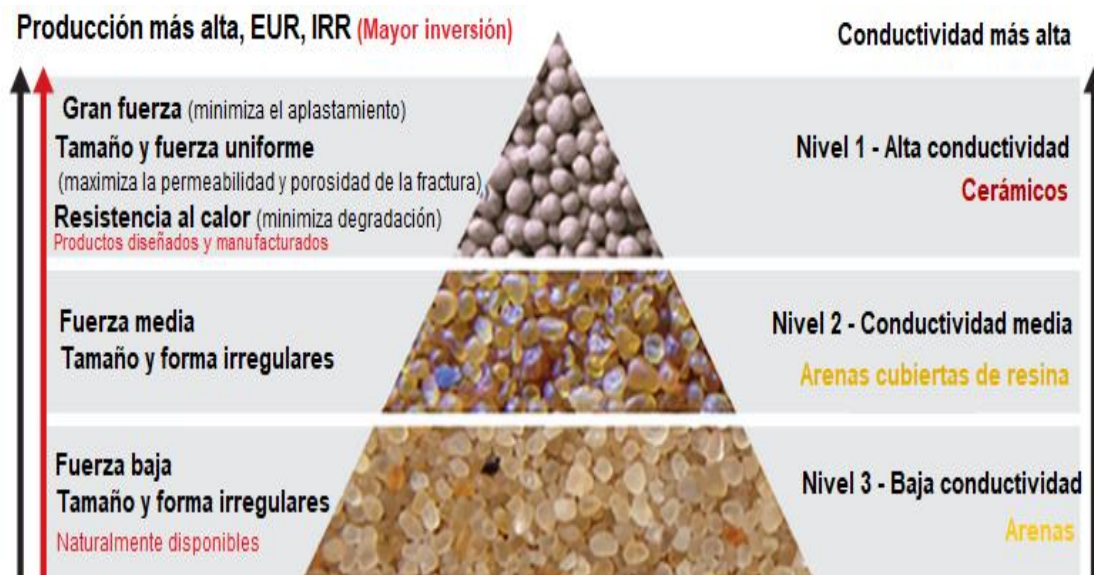 Producción más alta, EUR, IRR (Mayor inversión)
Conductividad más alta
Gran fuerza (minimiza el aplastamiento)
Tamaño y fuerza uniforme
(maximiza la permeabilidad y porosidad de la fractura)
Resistencia al calor (minimiza degradación)
Productos diseñados y manufacturados
Nivel 1 - Alta conductividad
Cerámicos
Fuerza media
Tamaño y forma irregulares
Nivel 2 - Conductividad media
Arenas cubiertas de resina
Fuerza baja
Tamaño y forma irregulares
Naturalmente disponibles
Nivel 3 - Baja conductividad
Arenas